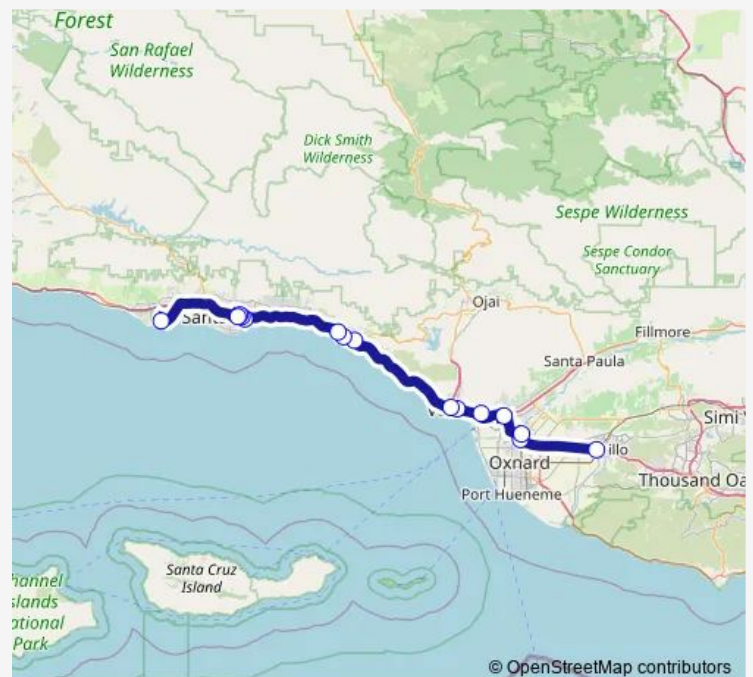 Forest
San Rafael
Wilderness
Dick Smith
Wilderness
Sespe Wilderness
Sespe Condor
Sanctuary
Ojai
Fillmore
Santa Paula
Santa
Simi
illo
Oxnard
Thousand Oa
Port Hueneme
Santa Cruz
Island
hannel
slands
ational
Park
© OpenStreetMap contributors